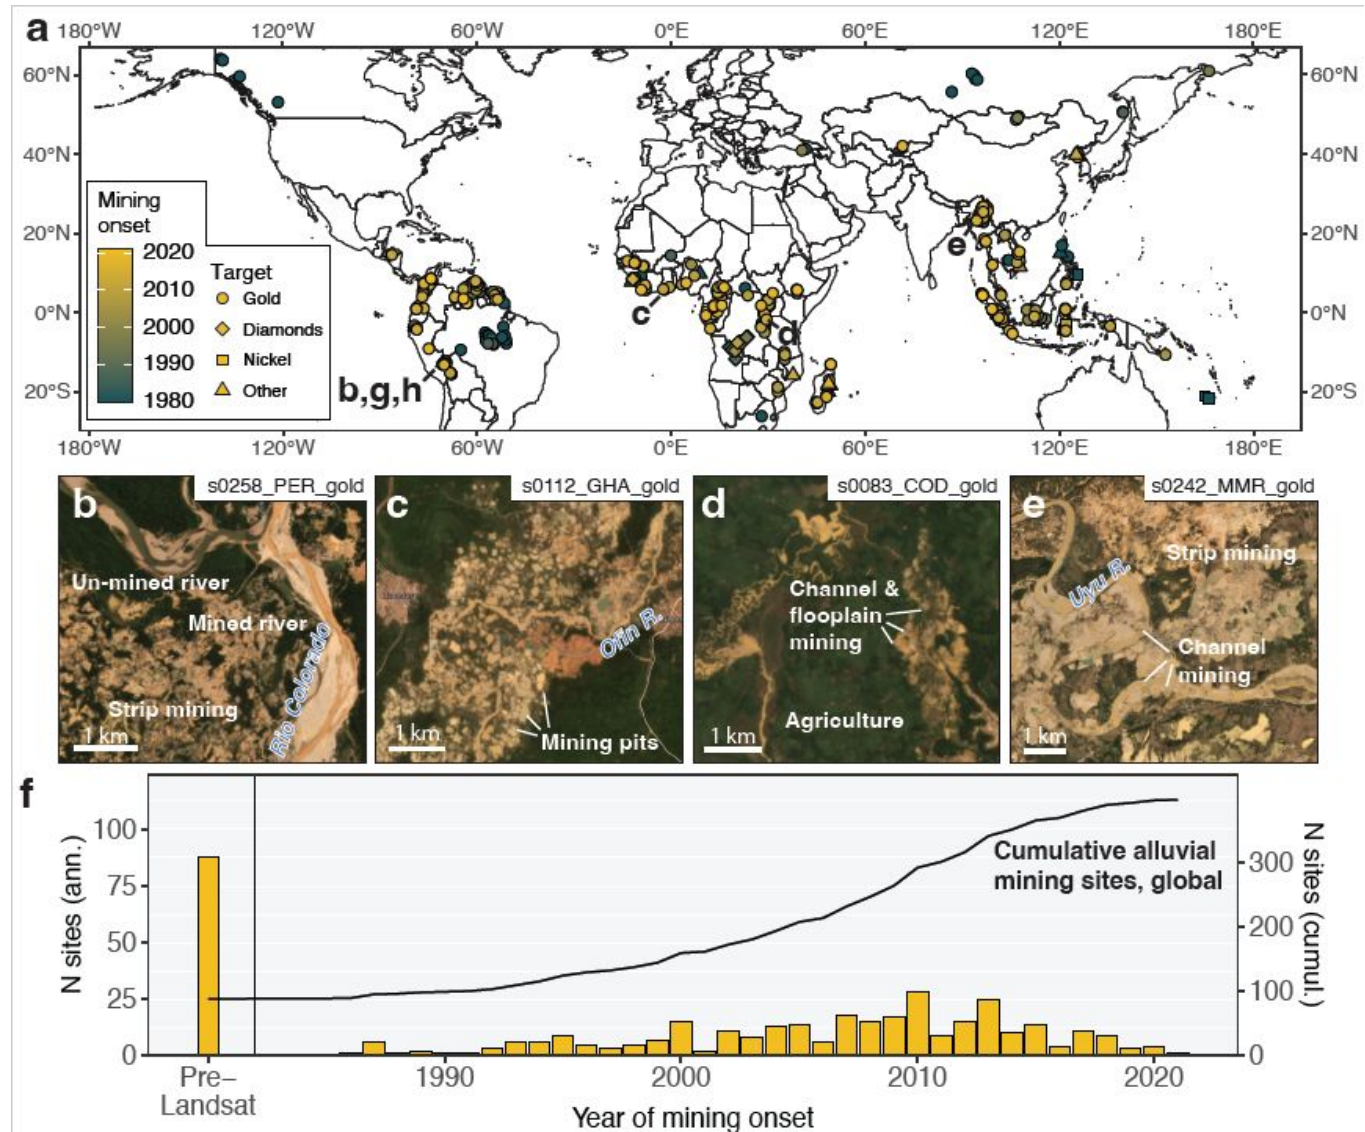 a
180°W 120°W 60°W 0°E 60°E 120°E 180°E
60°N 60°N
40°N 40°N
20°N 20°N
0°N 0°N
20°S 20°S
Mining
onset
2020
2010
2000
1990
1980
Target
Gold
Diamonds
Nickel
Other
b,g,h
c
d
e
180°W 120°W 60°W 0°E 60°E 120°E 180°E
b
s0258_PER_gold
Un-mined river
Mined river
Rio Colorado
Strip mining
1 km
c
s0112_GHA_gold
Ofin R.
Mining pits
1 km
d
s0083_COD_gold
Channel &
flooplain
mining
Agriculture
1 km
e
s0242_MMR_gold
Strip mining
Uyu R.
Channel
mining
1 km
f
N sites (ann.)
100
75
50
25
0
Cumulative alluvial
mining sites, global
300
200
100
0
N sites (cumul.)
Pre–
Landsat
1990 2000 2010 2020
Year of mining onset